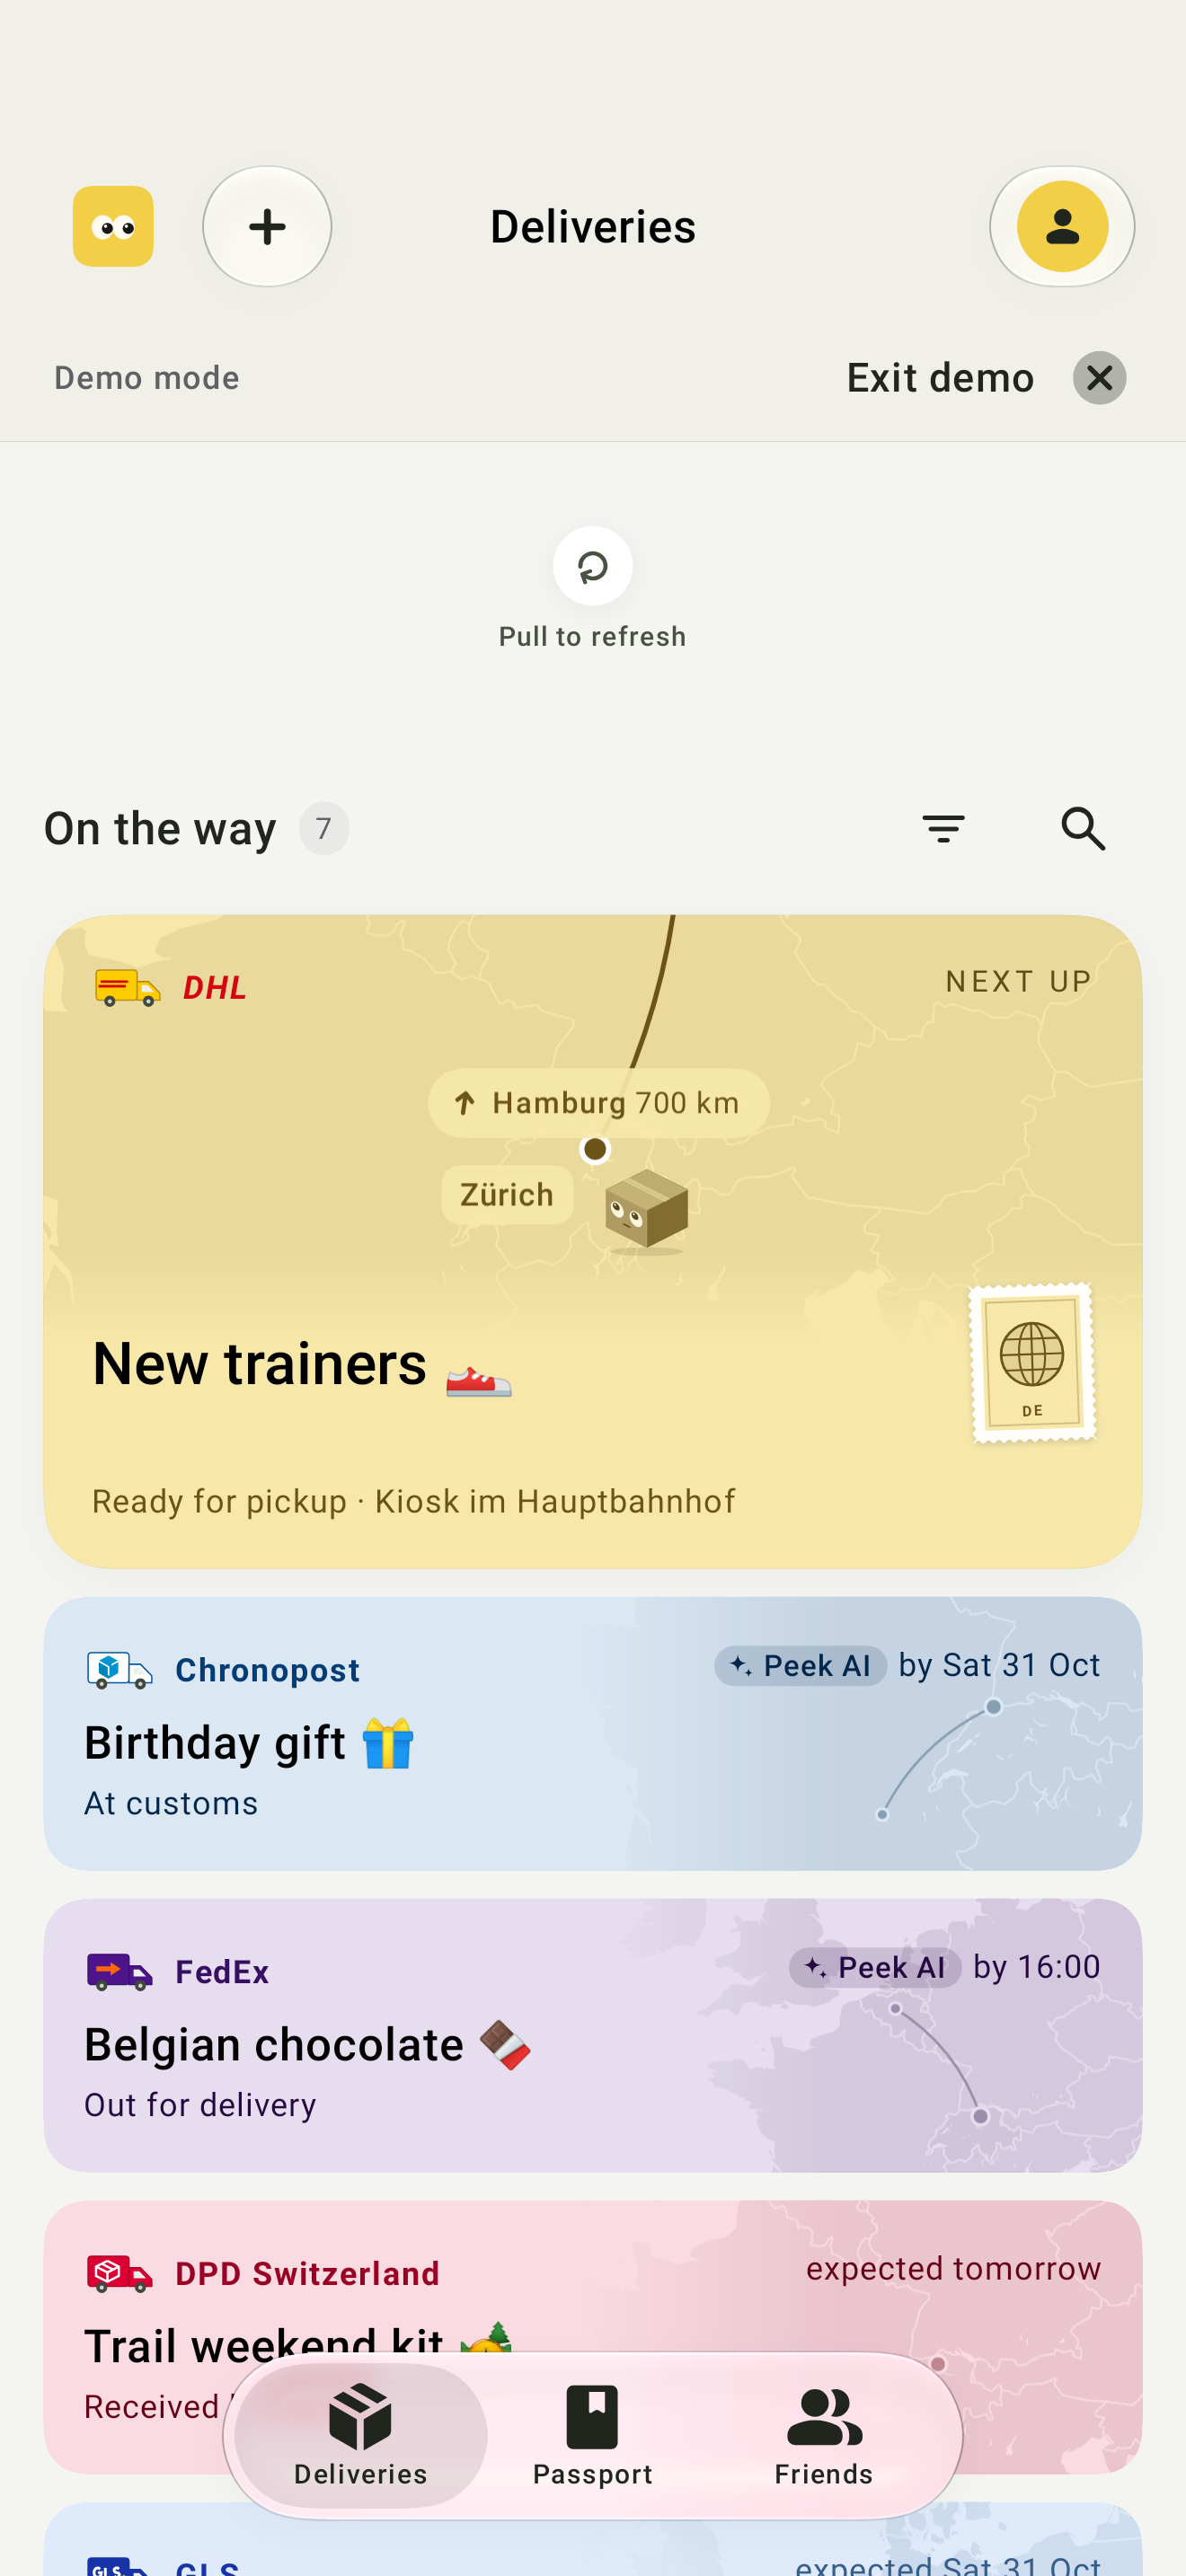 Deliveries
Demo mode
Exit demo
Pull to refresh
On the way 7
DHL
NEXT UP
Hamburg 700 km
Zürich
New trainers
DE
Ready for pickup · Kiosk im Hauptbahnhof
Chronopost
Peek AI by Sat 31 Oct
Birthday gift
At customs
FedEx
Peek AI by 16:00
Belgian chocolate
Out for delivery
DPD Switzerland
expected tomorrow
Trail weekend kit
Received
Deliveries
Passport
Friends
GLS
GLS
expected Sat 31 Oct